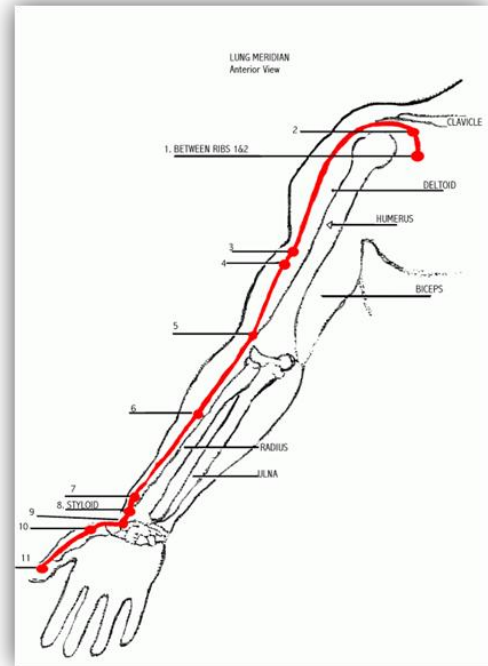 LUNG MERIDIAN
Anterior View
CLAVICLE
2
1. BETWEEN RIBS 1&2
DELTOID
HUMERUS
3
4
BICEPS
5
6
RADIUS
ULNA
7
8. STYLOID
9
10
11